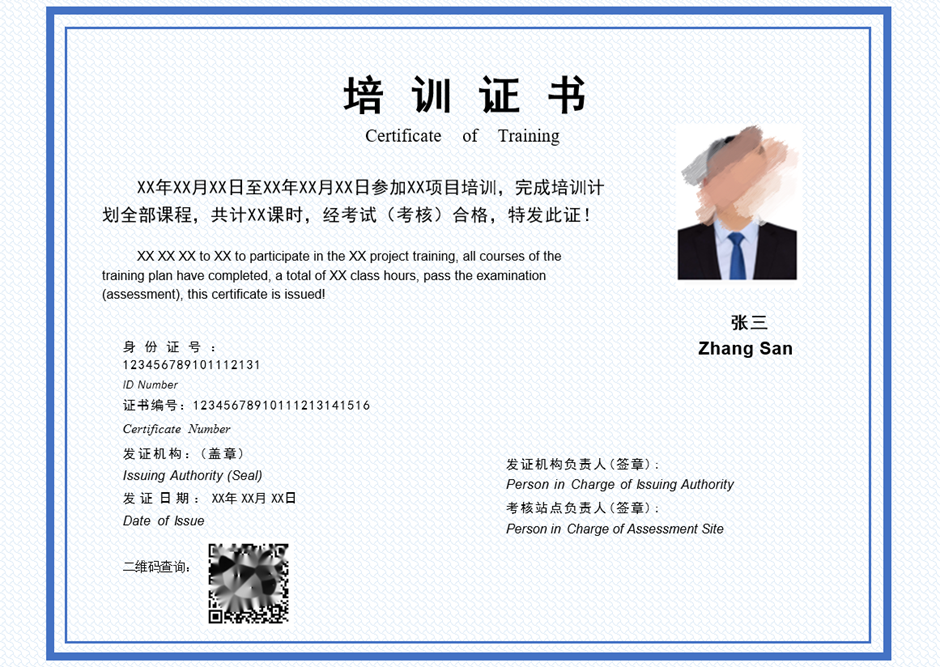 培训证书
Certificate of Training
XX年XX月XX日至XX年XX月XX日参加XX项目培训，完成培训计
划全部课程，共计XX课时，经考试（考核）合格，特发此证！
XX XX XX to XX to participate in the XX project training, all courses of the
training plan have completed, a total of XX class hours, pass the examination
(assessment), this certificate is issued!
张三
Zhang San
身份证号：
123456789101112131
ID Number
证书编号：12345678910111213141516
Certificate Number
发证机构：（盖章）
Issuing Authority (Seal)
发证日期：XX年 XX月 XX日
Date of Issue
发证机构负责人（签章）：
Person in Charge of Issuing Authority
考核站点负责人（签章）：
Person in Charge of Assessment Site
二维码查询：